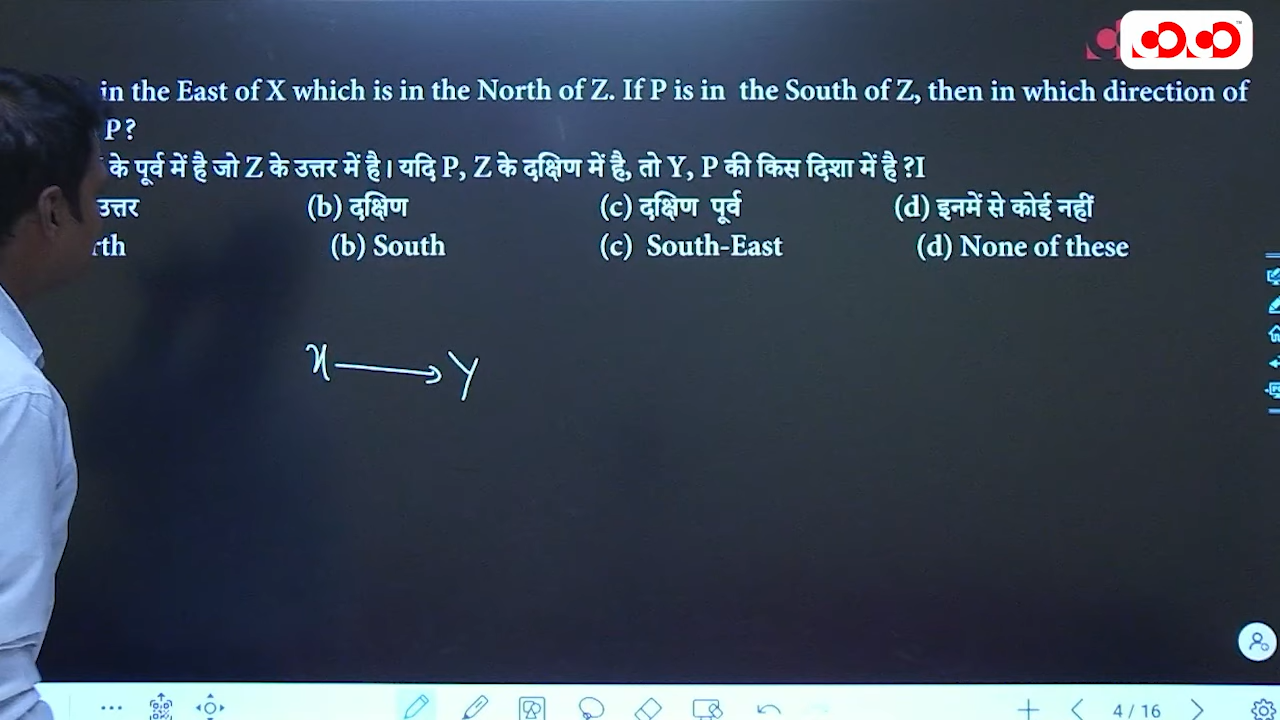 in the East of X which is in the North of Z. If P is in the South of Z, then in which direction of
P?
के पूर्व में है जो Z के उत्तर में है। यदि P, Z के दक्षिण में है, तो Y, P की किस दिशा में है ?I
उत्तर (b) दक्षिण (c) दक्षिण पूर्व (d) इनमें से कोई नहीं
rth (b) South (c) South-East (d) None of these
X Y
4 / 16